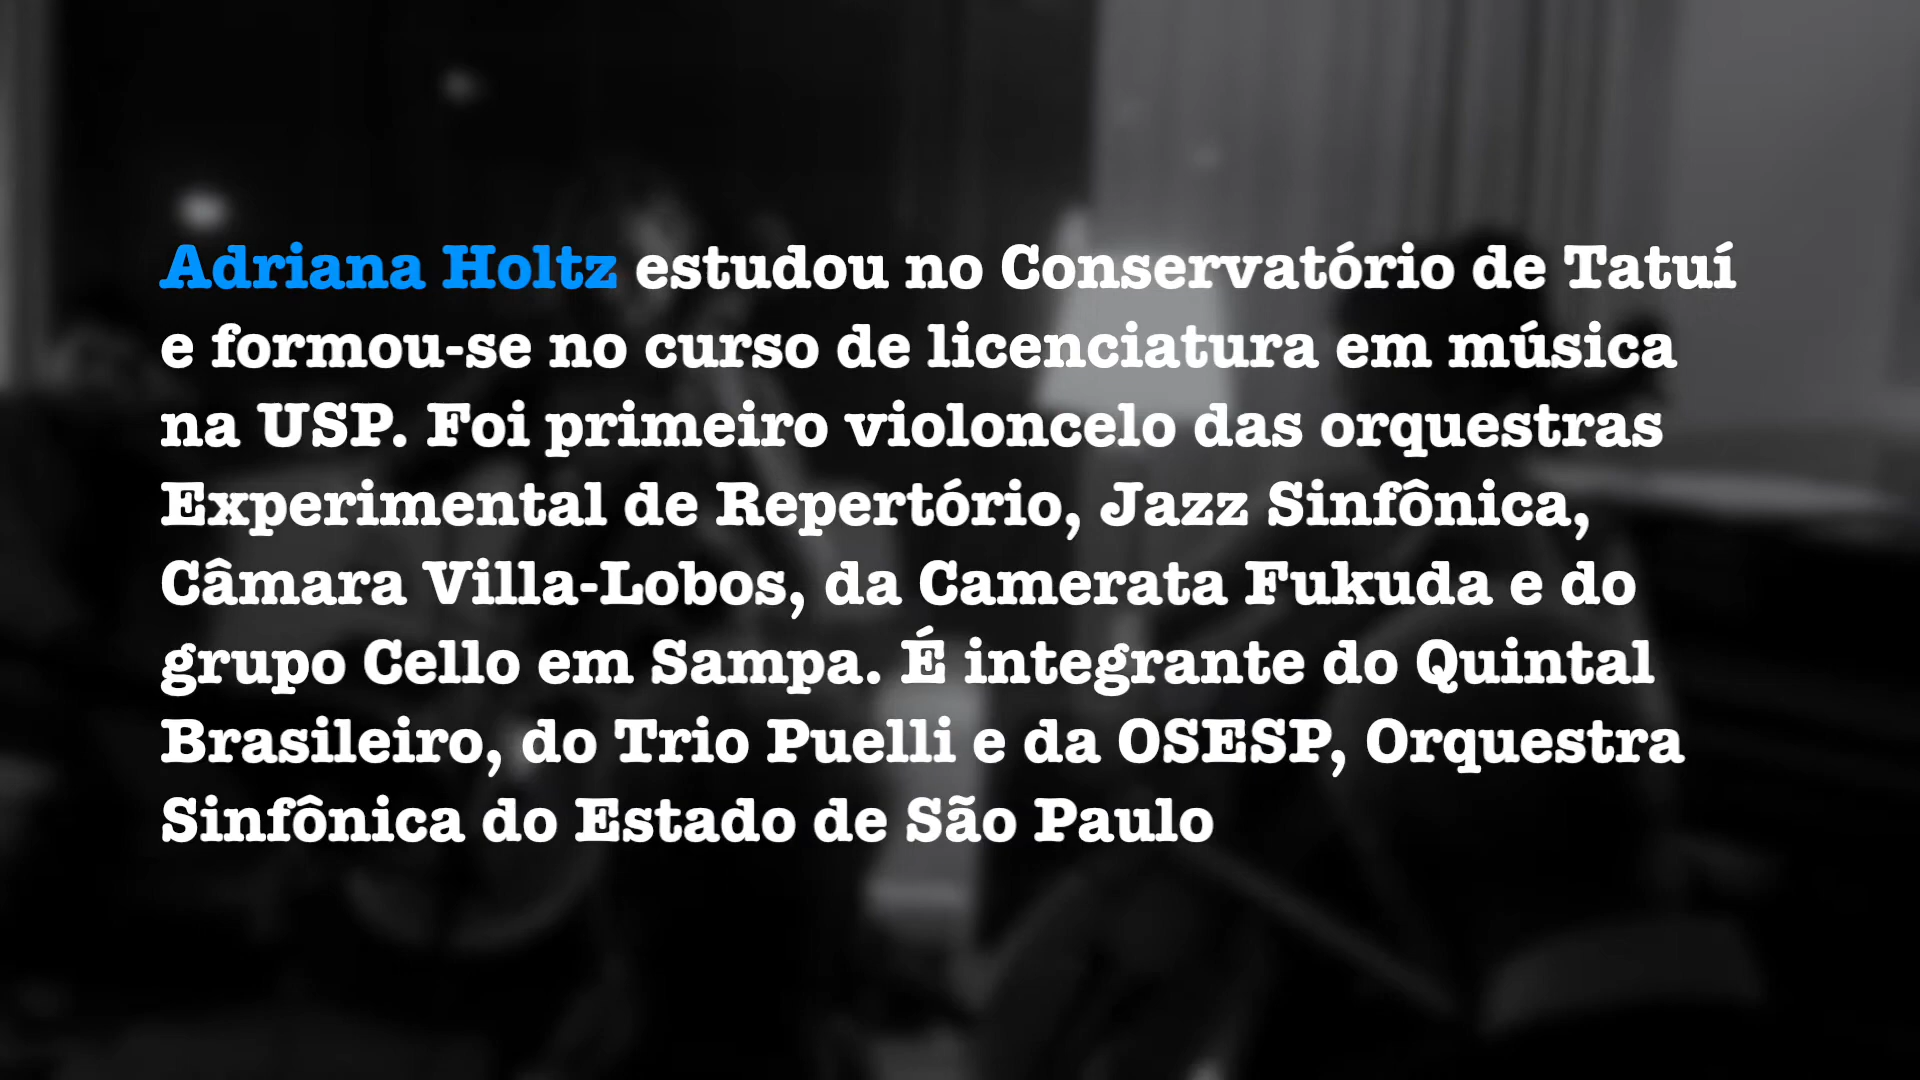 Adriana Holtz estudou no Conservatório de Tatuí
e formou-se no curso de licenciatura em música
na USP. Foi primeiro violoncelo das orquestras
Experimental de Repertório, Jazz Sinfônica,
Câmara Villa-Lobos, da Camerata Fukuda e do
grupo Cello em Sampa. É integrante do Quintal
Brasileiro, do Trio Puelli e da OSESP, Orquestra
Sinfônica do Estado de São Paulo